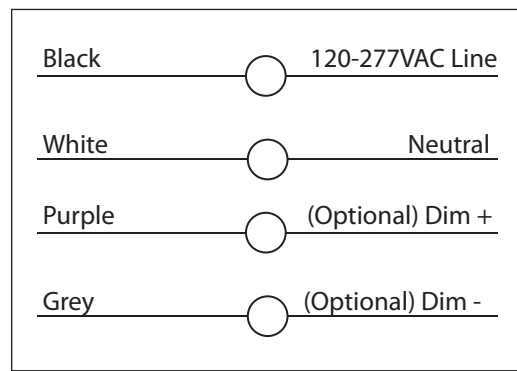 Black 120-277VAC Line
White Neutral
Purple (Optional) Dim +
Grey (Optional) Dim -